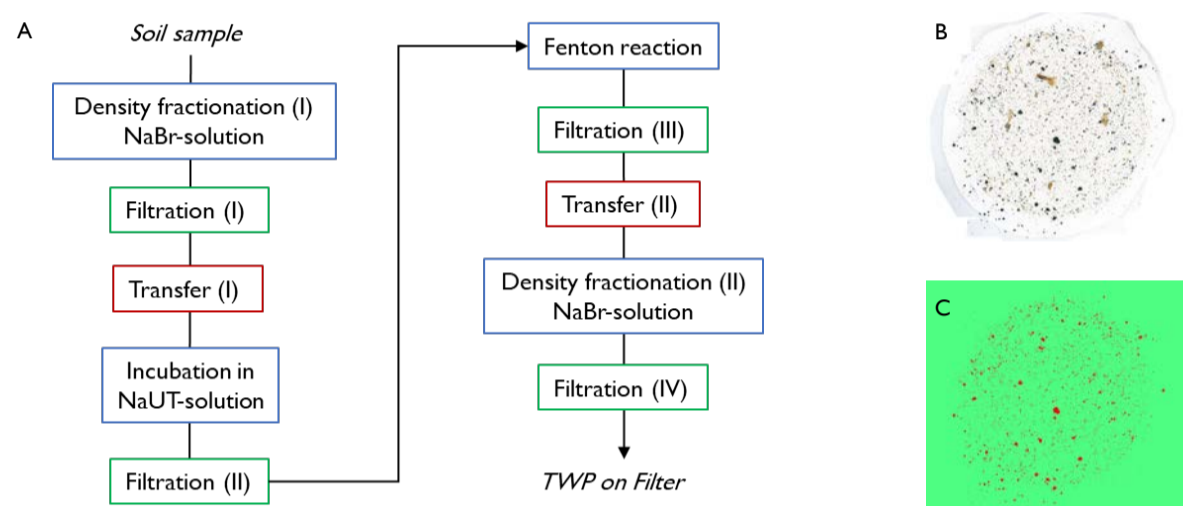 A
Soil sample
Density fractionation (I)
NaBr-solution
Filtration (I)
Transfer (I)
Incubation in
NaUT-solution
Filtration (II)
Fenton reaction
Filtration (III)
Transfer (II)
Density fractionation (II)
NaBr-solution
Filtration (IV)
TWP on Filter
B
C